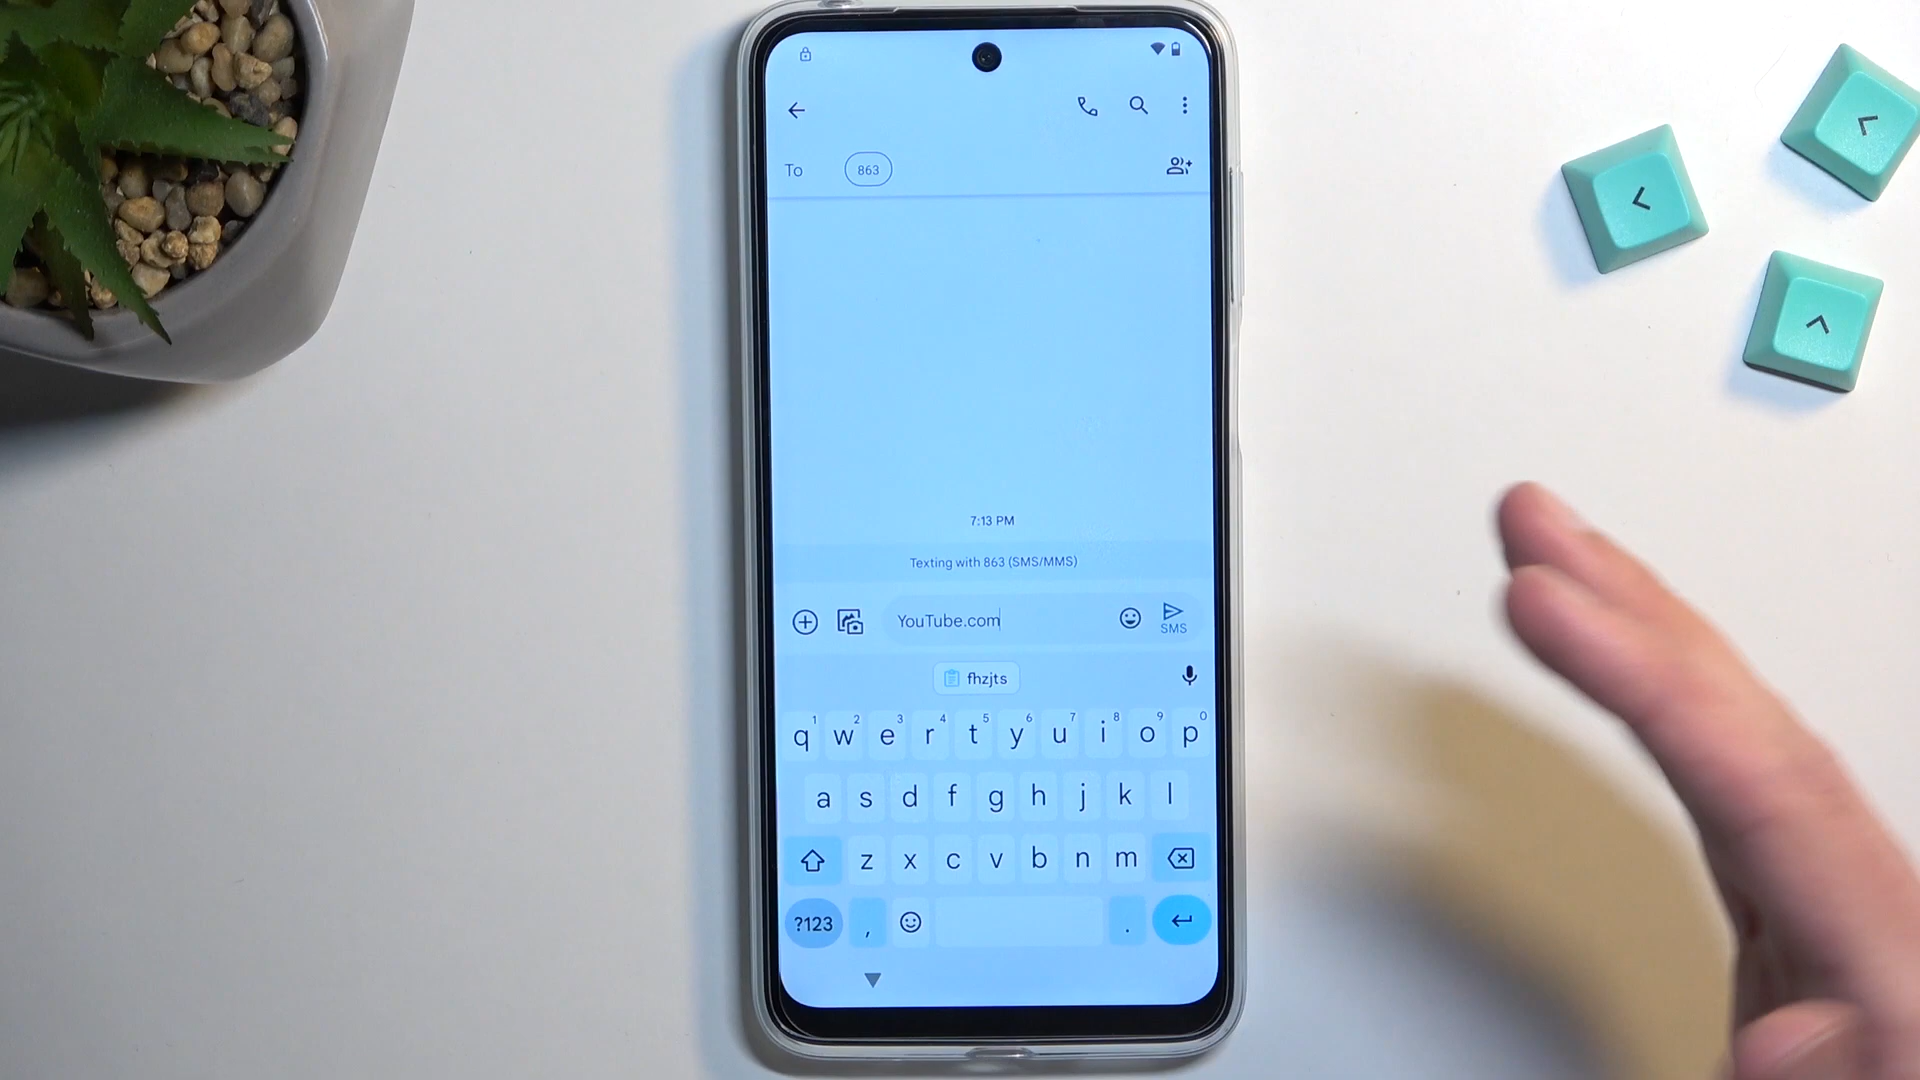 To 863
7:13 PM
Texting with 863 (SMS/MMS)
YouTube.com
SMS
fhzjts
1 2 3 4 5 6 7 8 9 0
q w e r t y u i o p
a s d f g h j k l
z x c v b n m
?123 , .